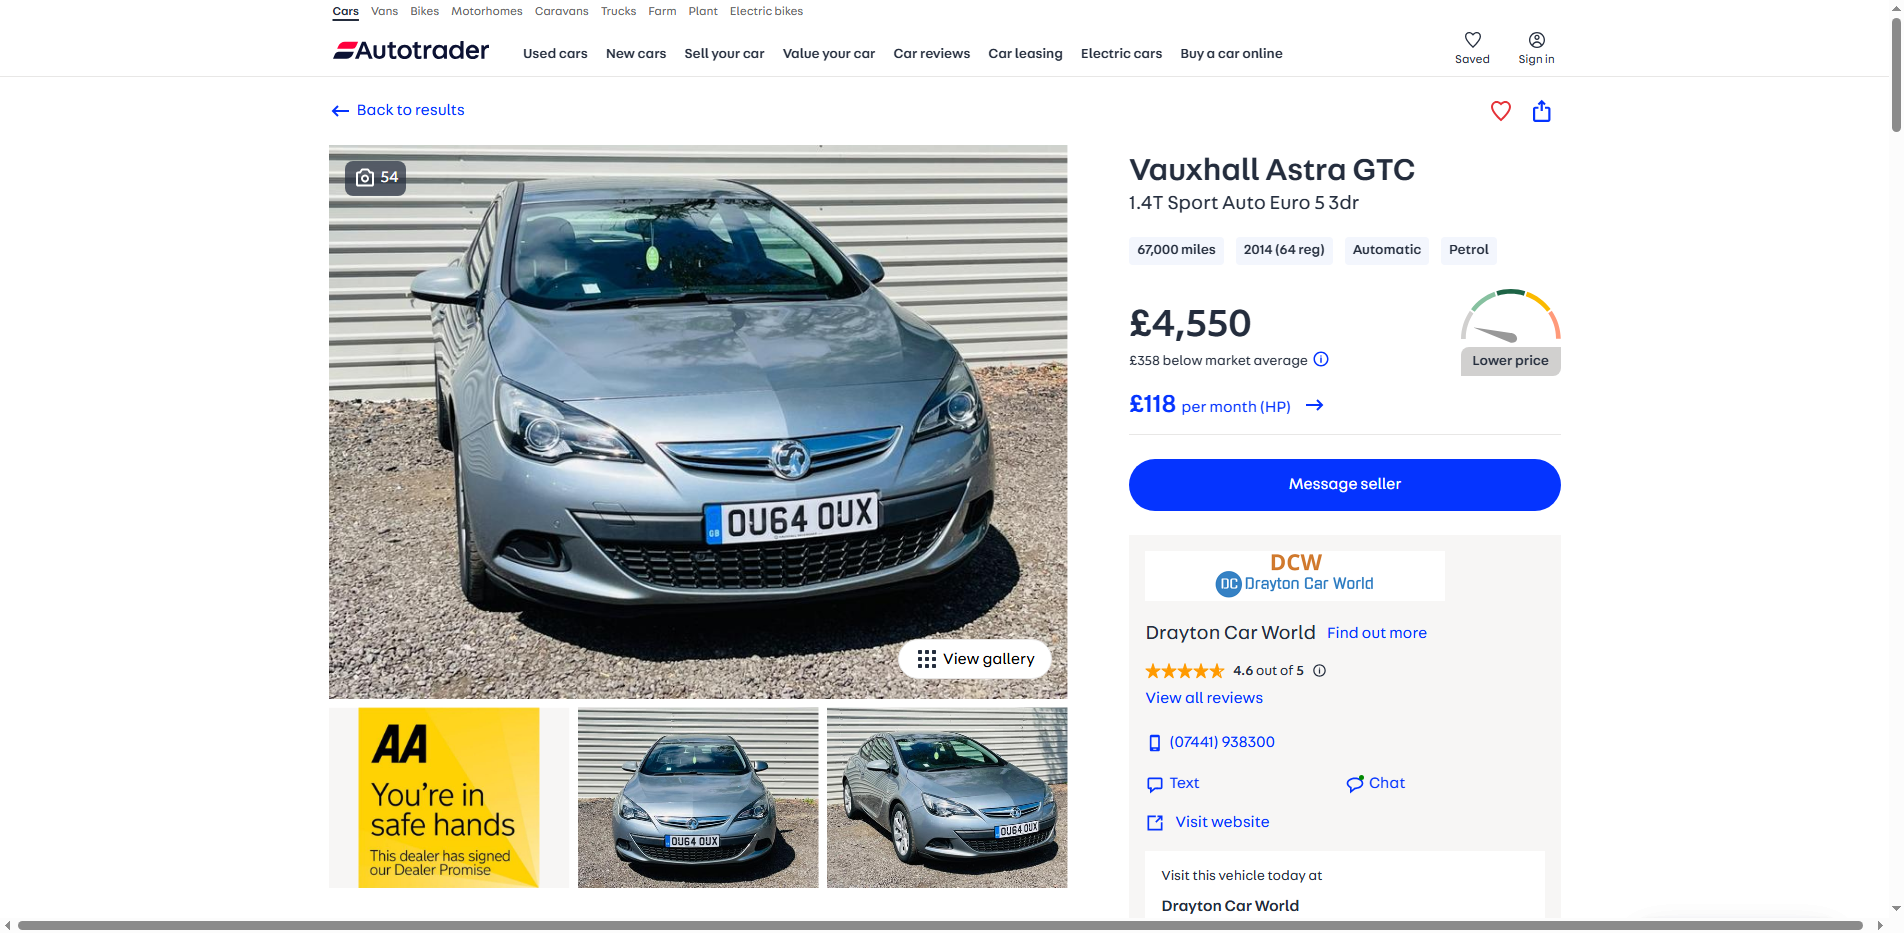 Cars Vans Bikes Motorhomes Caravans Trucks Farm Plant Electric bikes
Autotrader Used cars New cars Sell your car Value your car Car reviews Car leasing Electric cars Buy a car online Saved Sign in
Back to results
54
OU64 OUX
GB
View gallery
AA
You're in
safe hands
This dealer has signed
our Dealer Promise
OU64 OUX
OU64 OUX
Vauxhall Astra GTC
1.4T Sport Auto Euro 5 3dr
67,000 miles 2014 (64 reg) Automatic Petrol
£4,550
£358 below market average
Lower price
£118 per month (HP)
Message seller
DCW
DC Drayton Car World
Drayton Car World Find out more
4.6 out of 5
View all reviews
(07441) 938300
Text Chat
Visit website
Visit this vehicle today at
Drayton Car World